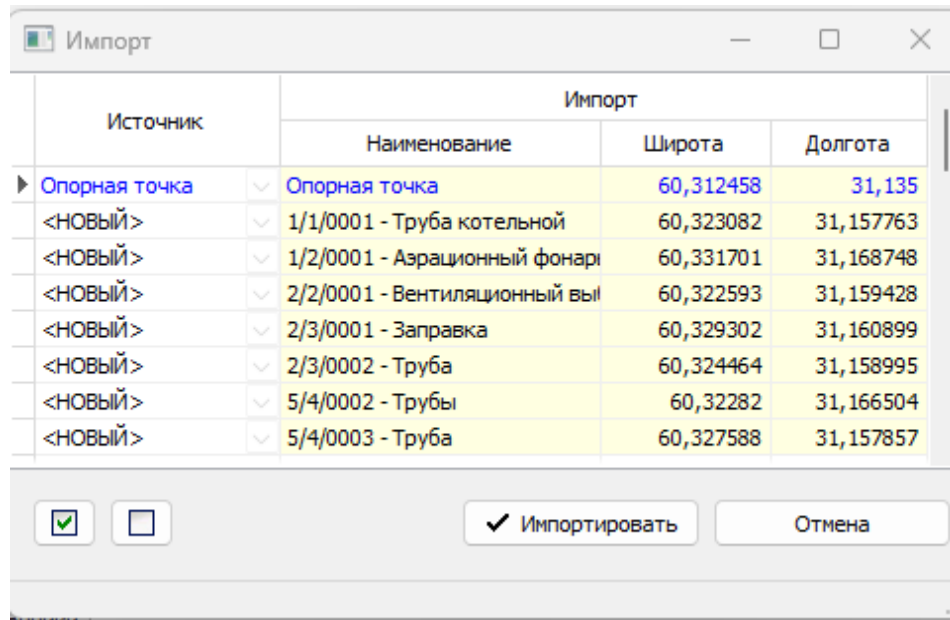 Импорт
Источник
Импорт
Наименование Широта Долгота
Опорная точка Опорная точка 60,312458 31,135
<НОВЫЙ> 1/1/0001 - Труба котельной 60,323082 31,157763
<НОВЫЙ> 1/2/0001 - Аэрационный фонарь 60,331701 31,168748
<НОВЫЙ> 2/2/0001 - Вентиляционный 60,322593 31,159428
<НОВЫЙ> 2/3/0001 - Заправка 60,329302 31,160899
<НОВЫЙ> 2/3/0002 - Труба 60,324464 31,158995
<НОВЫЙ> 5/4/0002 - Трубы 60,32282 31,166504
<НОВЫЙ> 5/4/0003 - Труба 60,327588 31,157857
Импортировать Отмена